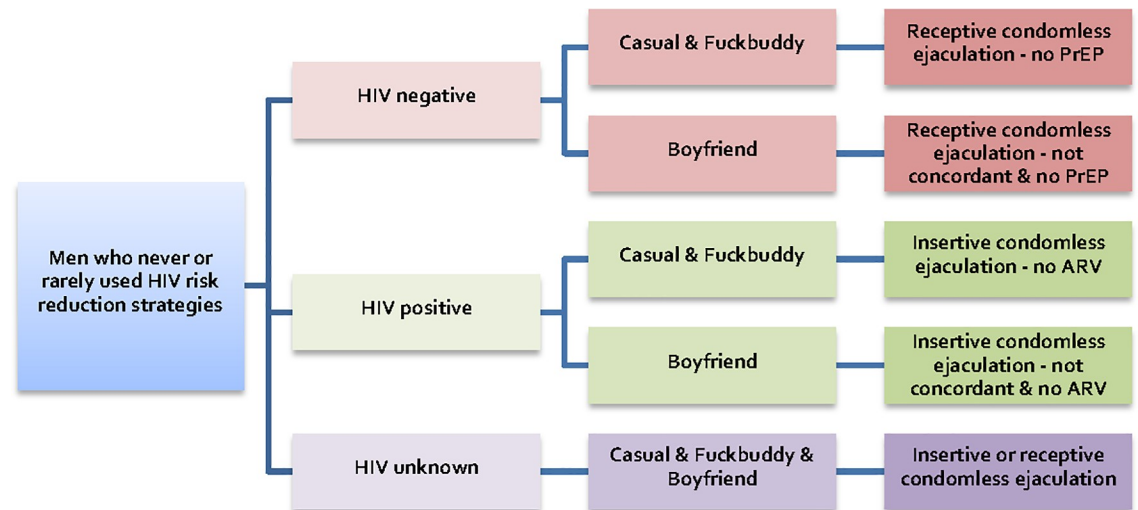 Men who never or
rarely used HIV risk
reduction strategies
HIV negative
Casual & Fuckbuddy
Receptive condomless
ejaculation - no PrEP
Boyfriend
Receptive condomless
ejaculation - not
concordant & no PrEP
HIV positive
Casual & Fuckbuddy
Insertive condomless
ejaculation - no ARV
Boyfriend
Insertive condomless
ejaculation - not
concordant & no ARV
HIV unknown
Casual & Fuckbuddy &
Boyfriend
Insertive or receptive
condomless ejaculation